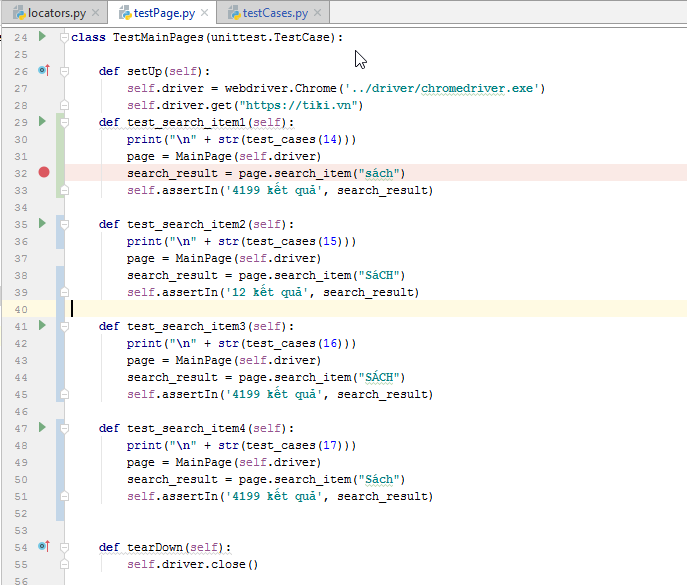 locators.py testPage.py testCases.py
24 class TestMainPages(unittest.TestCase):
25
26 def setUp(self):
27 self.driver = webdriver.Chrome('../driver/chromedriver.exe')
28 self.driver.get("https://tiki.vn")
29 def test_search_item1(self):
30 print("\n" + str(test_cases(14)))
31 page = MainPage(self.driver)
32 search_result = page.search_item("sách")
33 self.assertIn('4199 kết quả', search_result)
34
35 def test_search_item2(self):
36 print("\n" + str(test_cases(15)))
37 page = MainPage(self.driver)
38 search_result = page.search_item("SáCH")
39 self.assertIn('12 kết quả', search_result)
40
41 def test_search_item3(self):
42 print("\n" + str(test_cases(16)))
43 page = MainPage(self.driver)
44 search_result = page.search_item("SÁCH")
45 self.assertIn('4199 kết quả', search_result)
46
47 def test_search_item4(self):
48 print("\n" + str(test_cases(17)))
49 page = MainPage(self.driver)
50 search_result = page.search_item("Sách")
51 self.assertIn('4199 kết quả', search_result)
52
53
54 def tearDown(self):
55 self.driver.close()
56